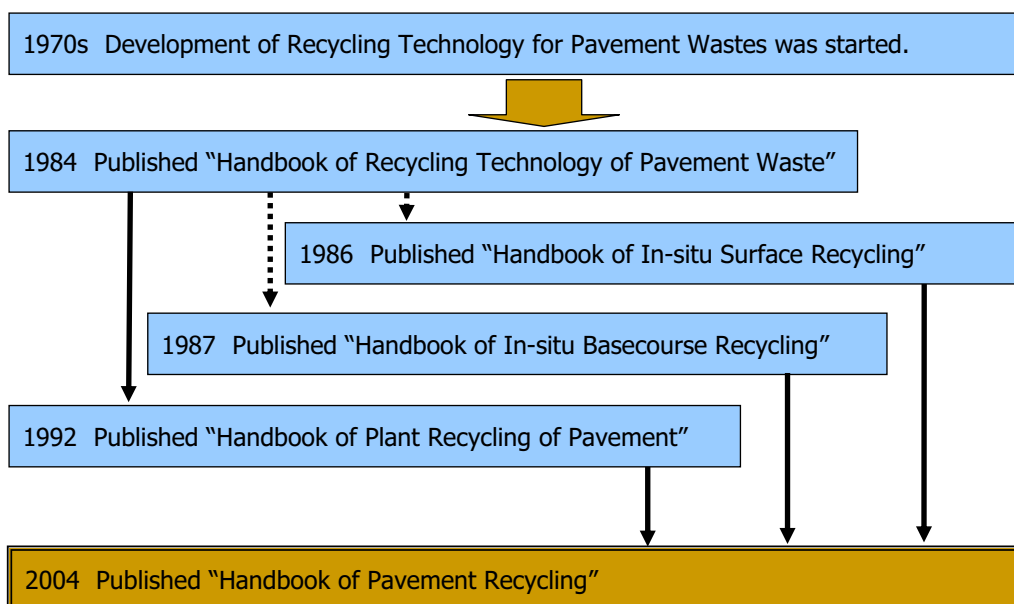 1970s Development of Recycling Technology for Pavement Wastes was started.
1984 Published “Handbook of Recycling Technology of Pavement Waste”
1986 Published “Handbook of In-situ Surface Recycling”
1987 Published “Handbook of In-situ Basecourse Recycling”
1992 Published “Handbook of Plant Recycling of Pavement”
2004 Published “Handbook of Pavement Recycling”